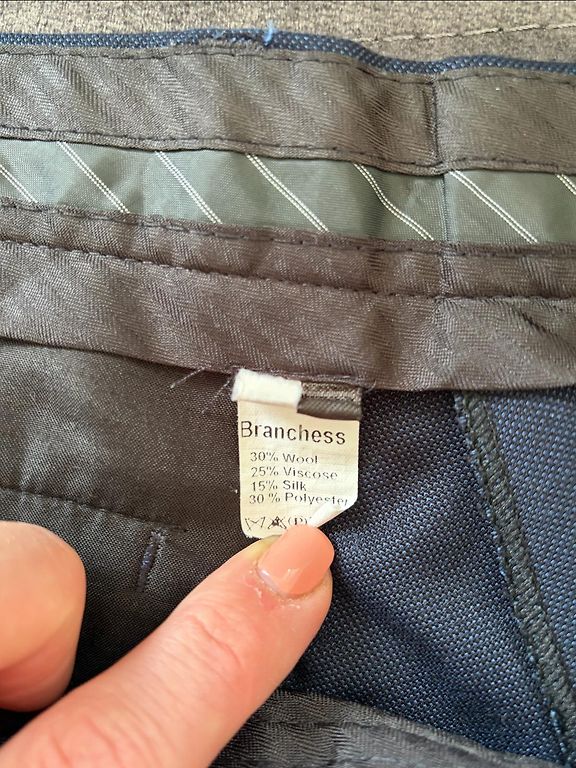 Branchess
30% Wool
25% Viscose
15% Silk
30 % Polyester